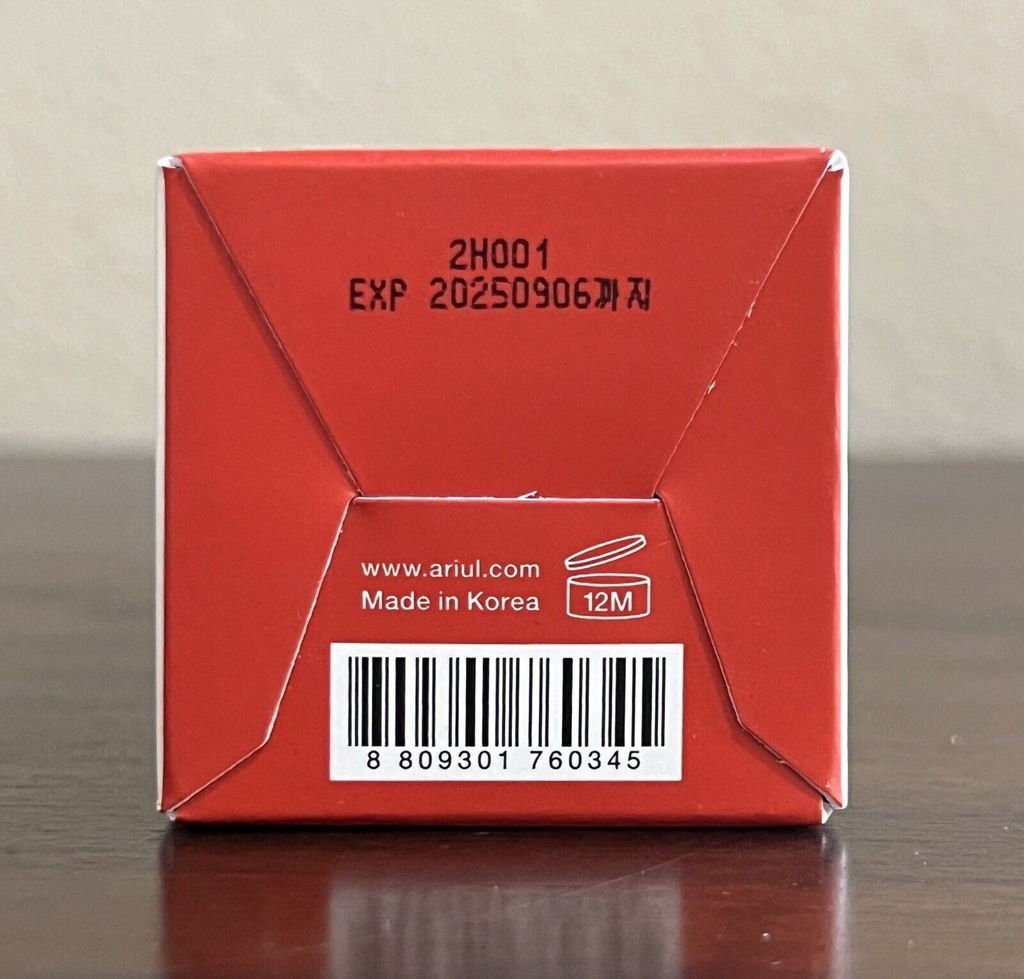 2H001
EXP 20250906까지
www.ariul.com
Made in Korea
12M
8 809301 760345